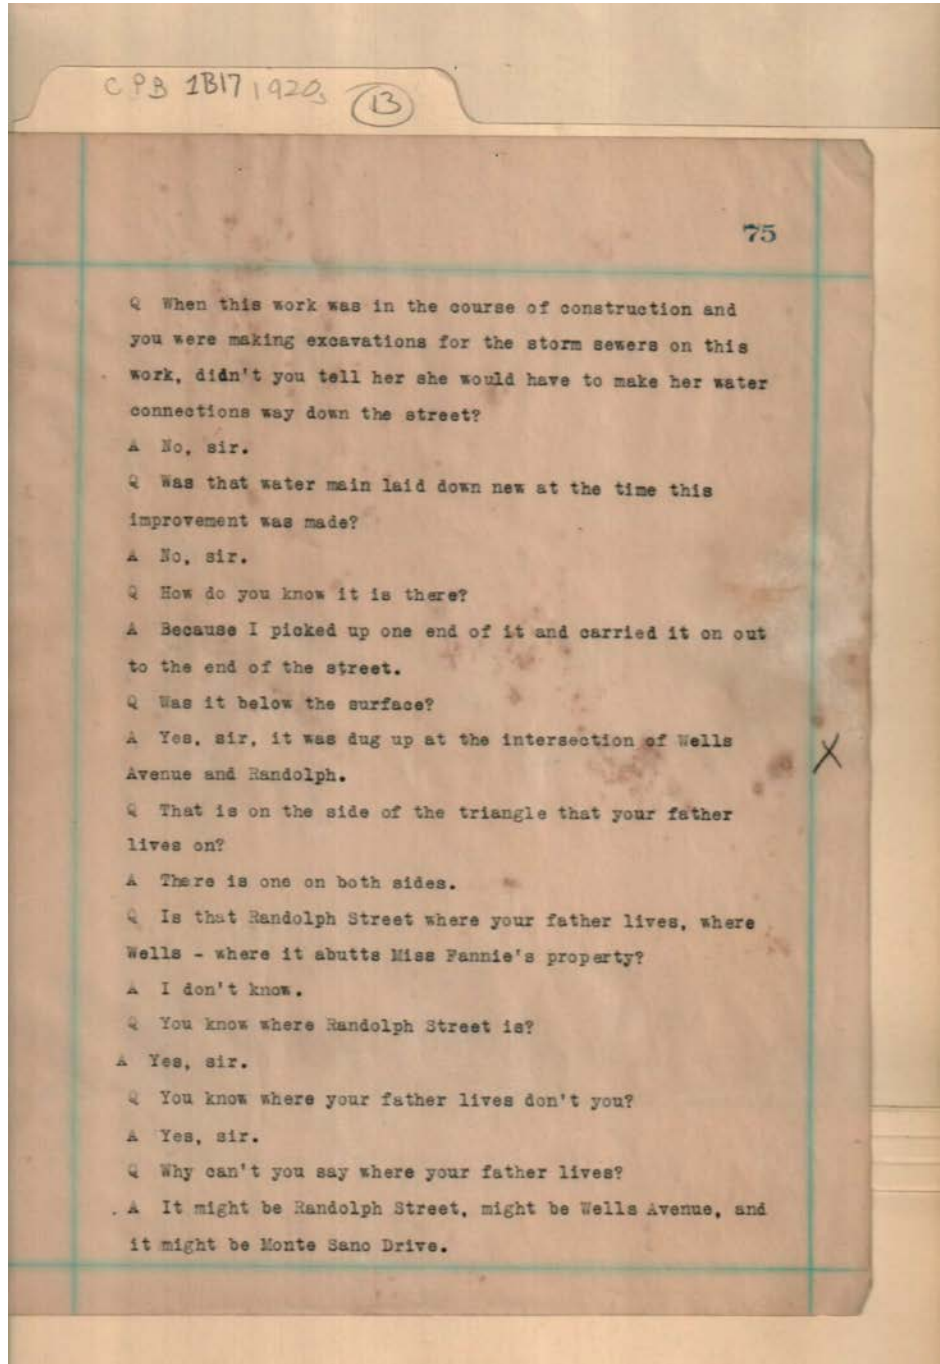 CPB 1B17 1920s 13
75
Q When this work was in the course of construction and
you were making excavations for the storm sewers on this
work, didn't you tell her she would have to make her water
connections way down the street?
A No, sir.
Q Was that water main laid down new at the time this
improvement was made?
A No, sir.
Q How do you know it is there?
A Because I picked up one end of it and carried it on out
to the end of the street.
Q Was it below the surface?
A Yes, sir, it was dug up at the intersection of Wells
Avenue and Randolph.
X
Q That is on the side of the triangle that your father
lives on?
A There is one on both sides.
Q Is that Randolph Street where your father lives, where
Wells - where it abutts Miss Fannie's property?
A I don't know.
Q You know where Randolph Street is?
A Yes, sir.
Q You know where your father lives don't you?
A Yes, sir.
Q Why can't you say where your father lives?
A It might be Randolph Street, might be Wells Avenue, and
it might be Monte Sano Drive.